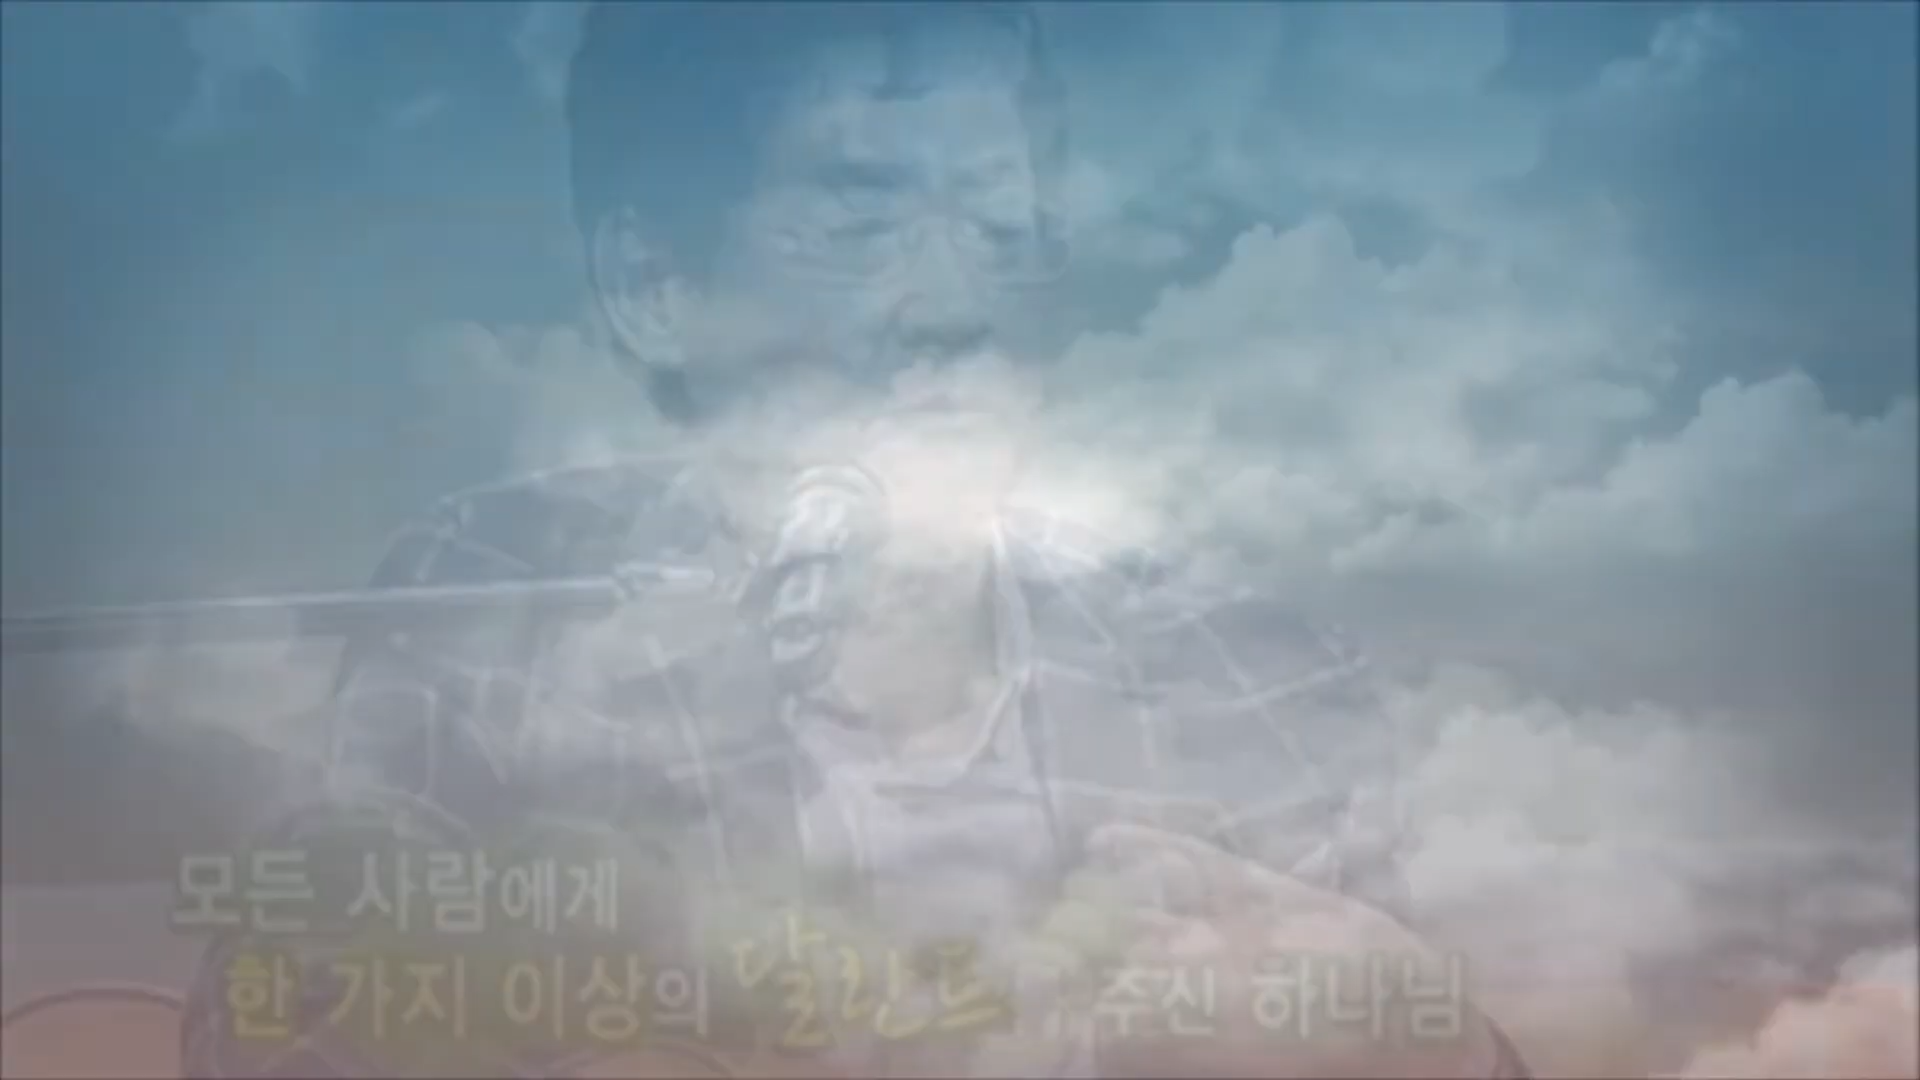 모든 사람에게
한 가지 이상의 달란트 주신 하나님